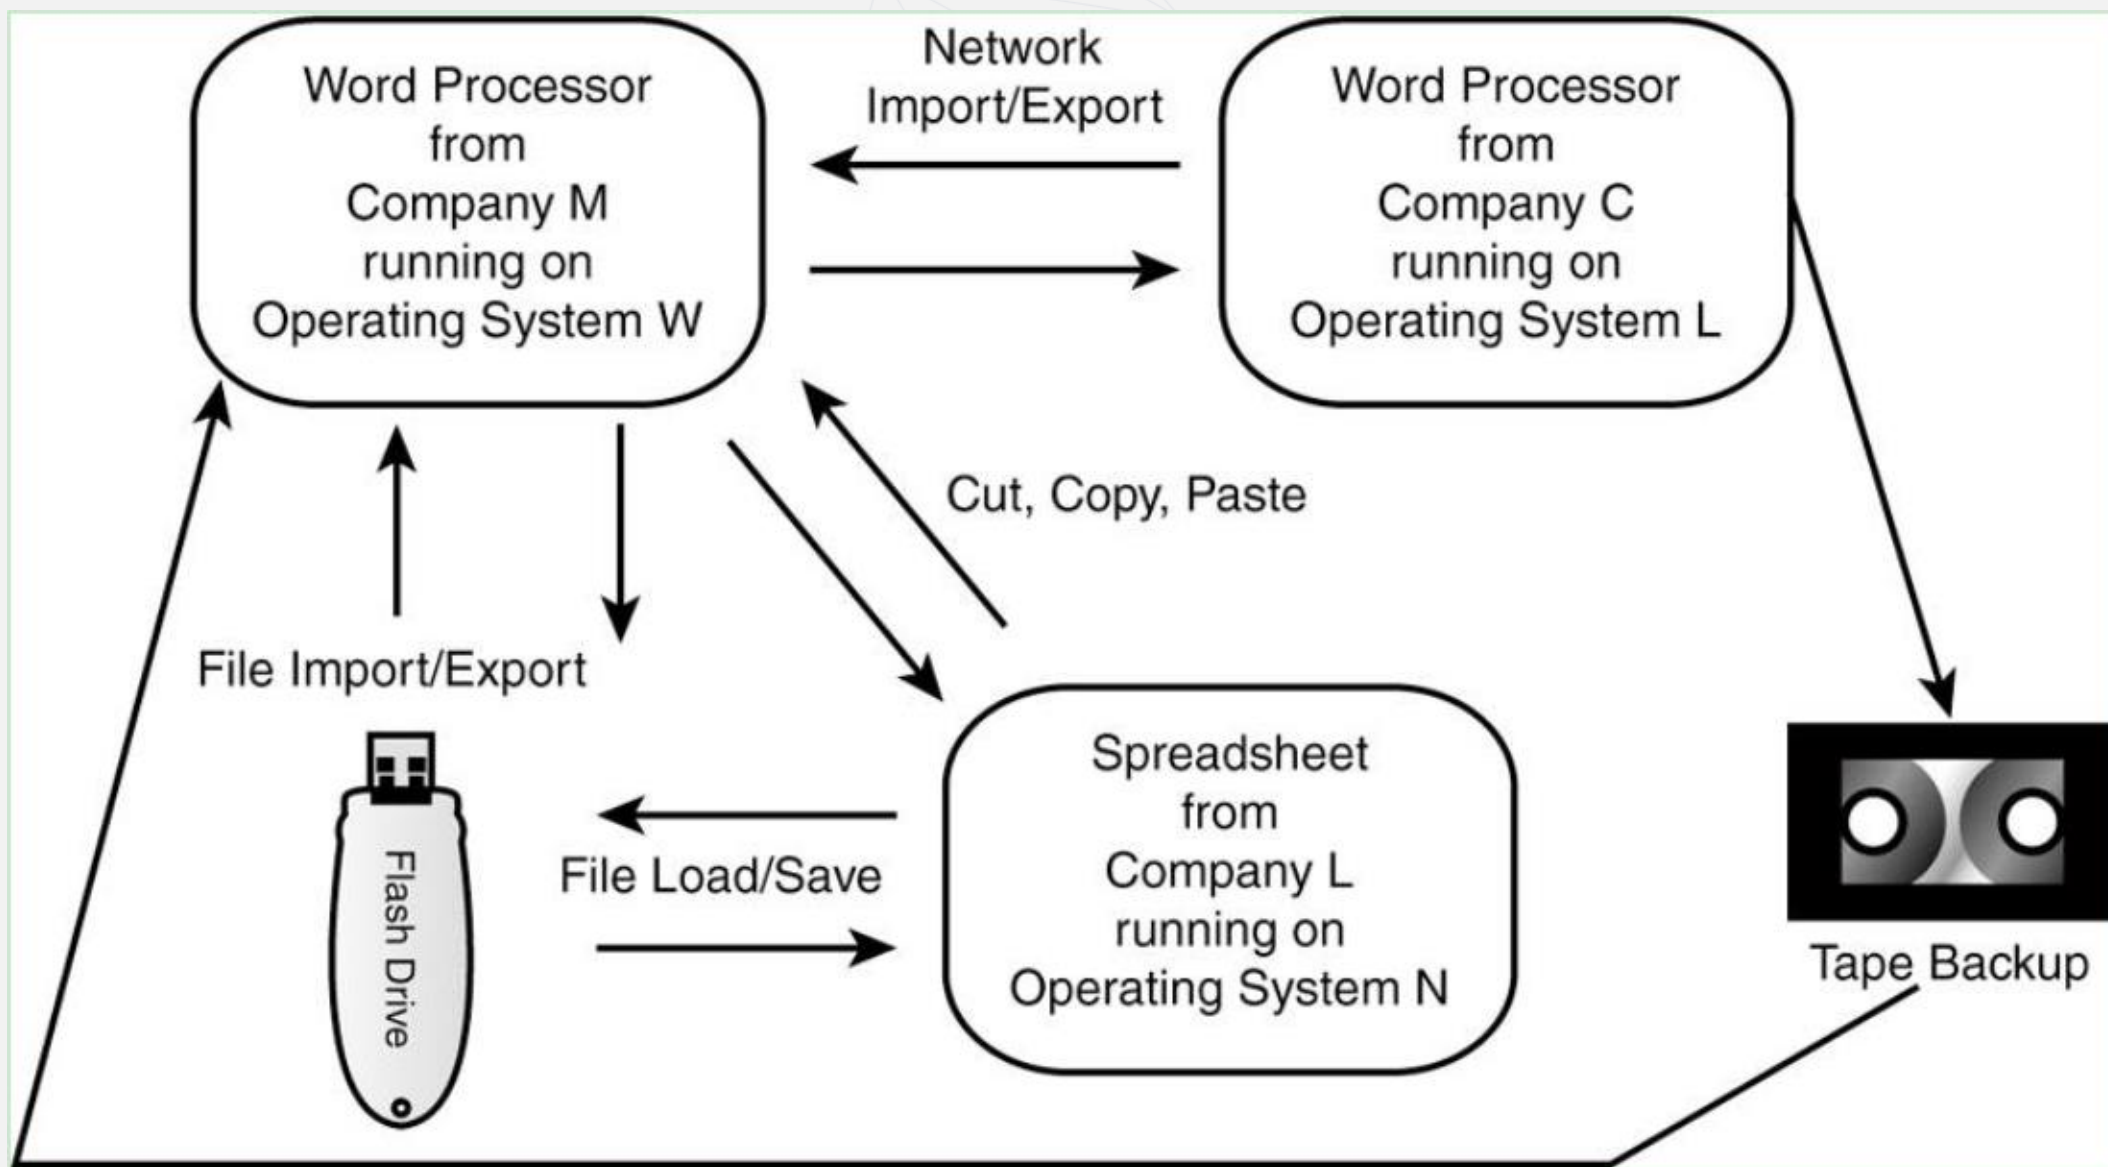 Word Processor
from
Company M
running on
Operating System W
Network
Import/Export
Word Processor
from
Company C
running on
Operating System L
Cut, Copy, Paste
File Import/Export
Flash Drive
File Load/Save
Spreadsheet
from
Company L
running on
Operating System N
Tape Backup